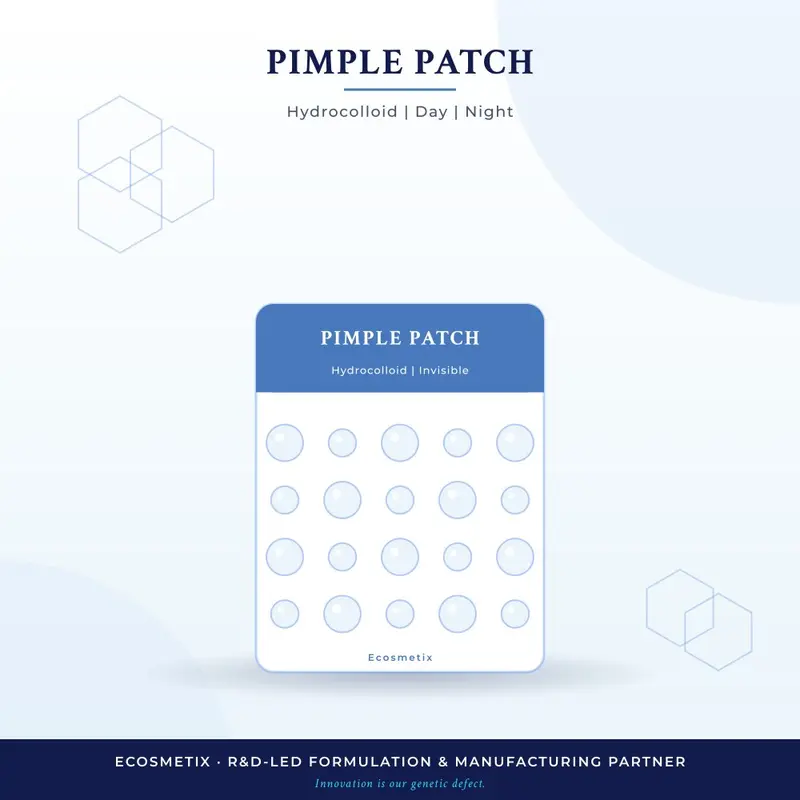 PIMPLE PATCH
Hydrocolloid | Day | Night
PIMPLE PATCH
Hydrocolloid | Invisible
Ecosmetix
ECOSMETIX · R&D-LED FORMULATION & MANUFACTURING PARTNER
Innovation is our genetic defect.